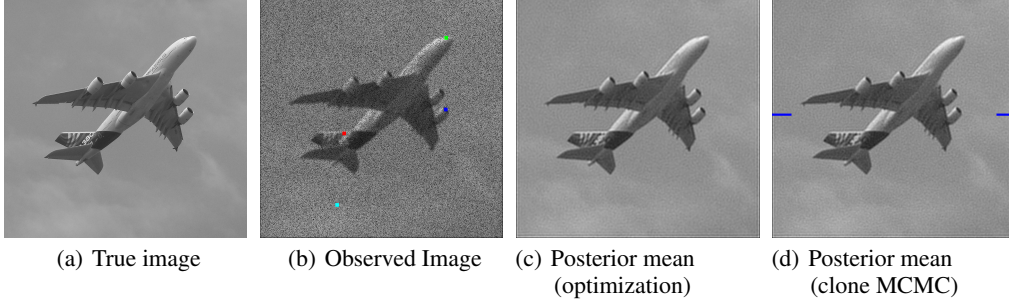 (a) True image
(b) Observed Image
(c) Posterior mean
(optimization)
(d) Posterior mean
(clone MCMC)